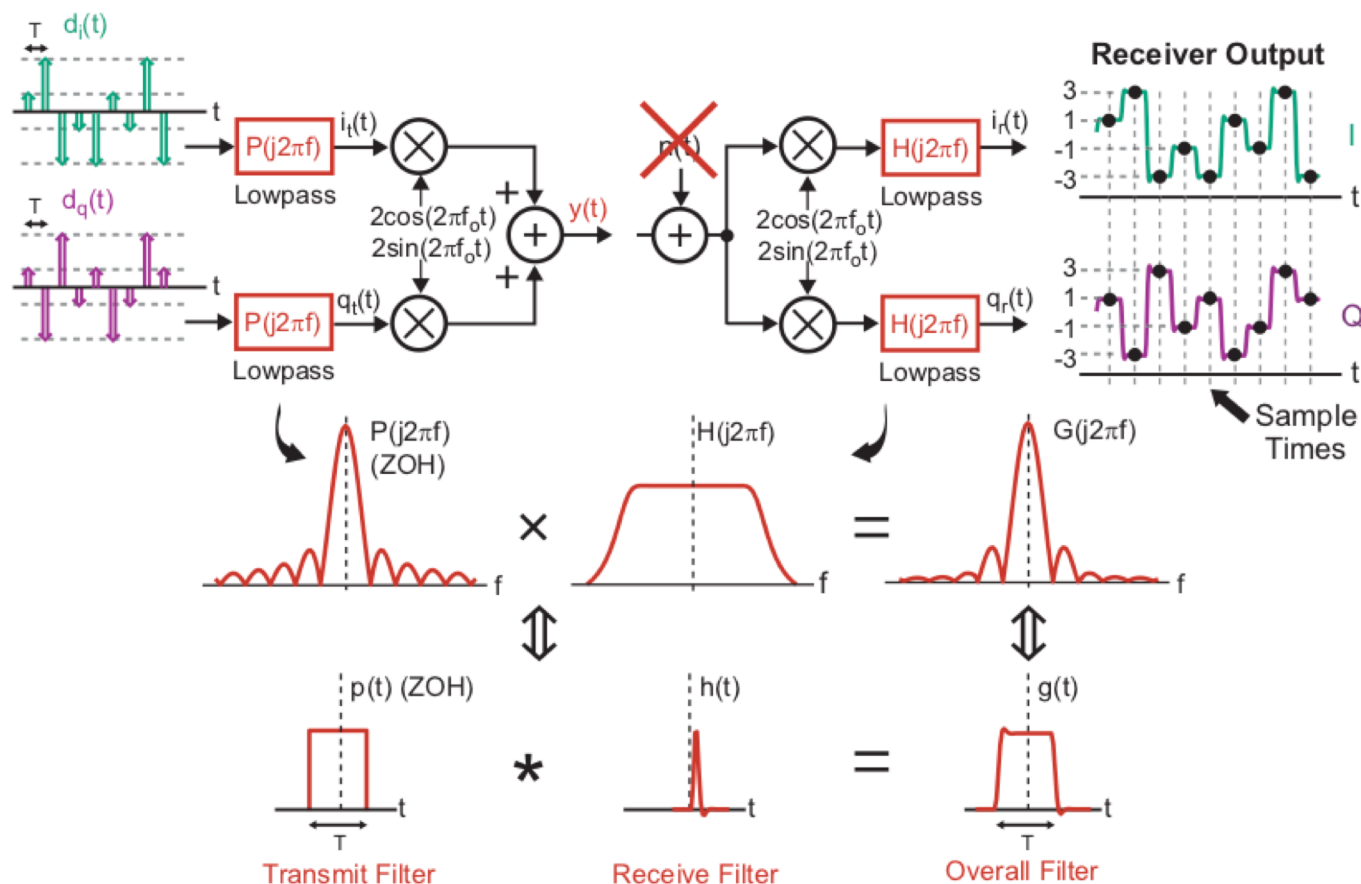 T
dᵢ(t)
t
T
d_q(t)
t
P(j2πf)
Lowpass
iₜ(t)
2cos(2πfₒt)
2sin(2πfₒt)
+
+
+
y(t)
P(j2πf)
Lowpass
qₜ(t)
n(t)
+
2cos(2πfₒt)
2sin(2πfₒt)
H(j2πf)
Lowpass
iᵣ(t)
H(j2πf)
Lowpass
qᵣ(t)
Receiver Output
3
1
-1
-3
I
t
3
1
-1
-3
Q
t
Sample
Times
P(j2πf)
(ZOH)
f
×
H(j2πf)
f
=
G(j2πf)
f
p(t) (ZOH)
t
T
*
h(t)
t
=
g(t)
t
T
Transmit Filter
Receive Filter
Overall Filter